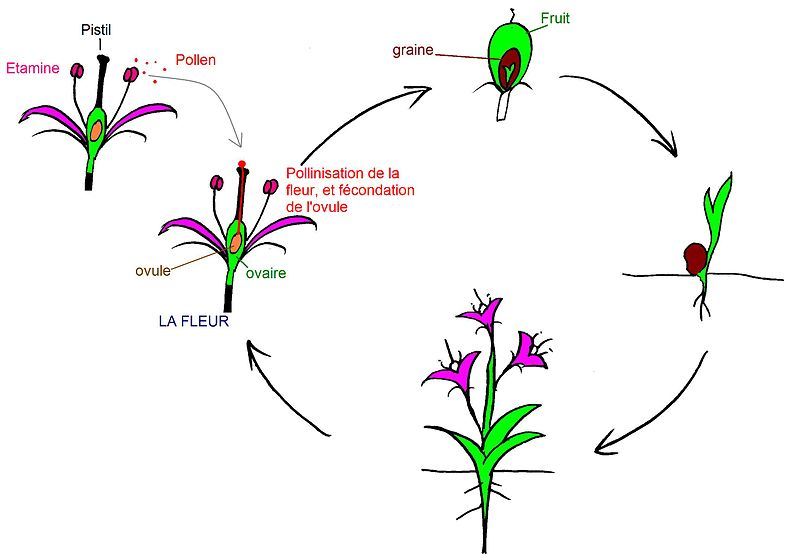 Pistil
Etamine
Pollen
Fruit
graine
Pollinisation de la
fleur, et fécondation
de l'ovule
ovule
ovaire
LA FLEUR